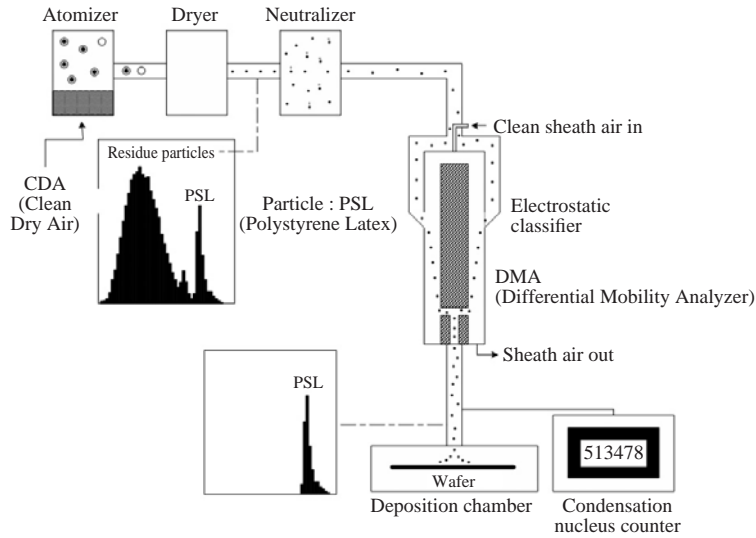 Atomizer
Dryer
Neutralizer
Clean sheath air in
Residue particles
CDA
(Clean
Dry Air)
PSL
Particle : PSL
(Polystyrene Latex)
Electrostatic
classifier
DMA
(Differential Mobility Analyzer)
Sheath air out
PSL
513478
Wafer
Deposition chamber
Condensation
nucleus counter